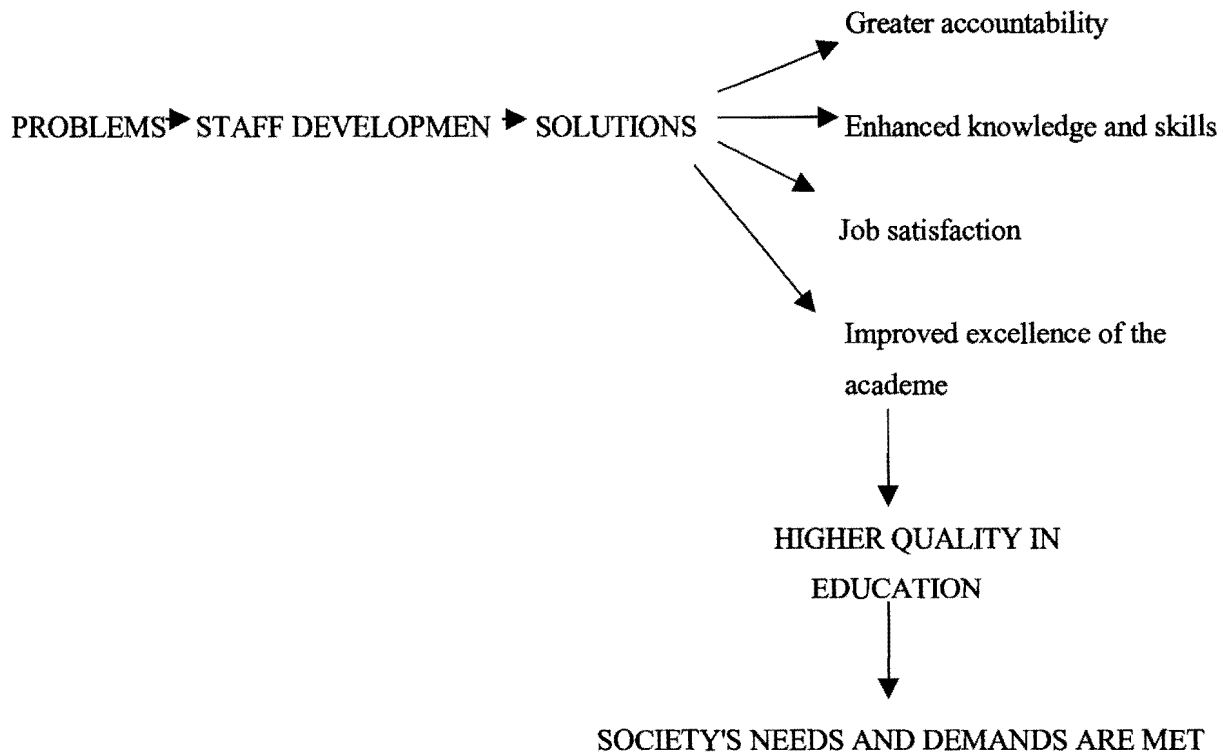 Greater accountability
PROBLEMS STAFF DEVELOPMEN SOLUTIONS
Enhanced knowledge and skills
Job satisfaction
Improved excellence of the
academe
HIGHER QUALITY IN
EDUCATION
SOCIETY'S NEEDS AND DEMANDS ARE MET